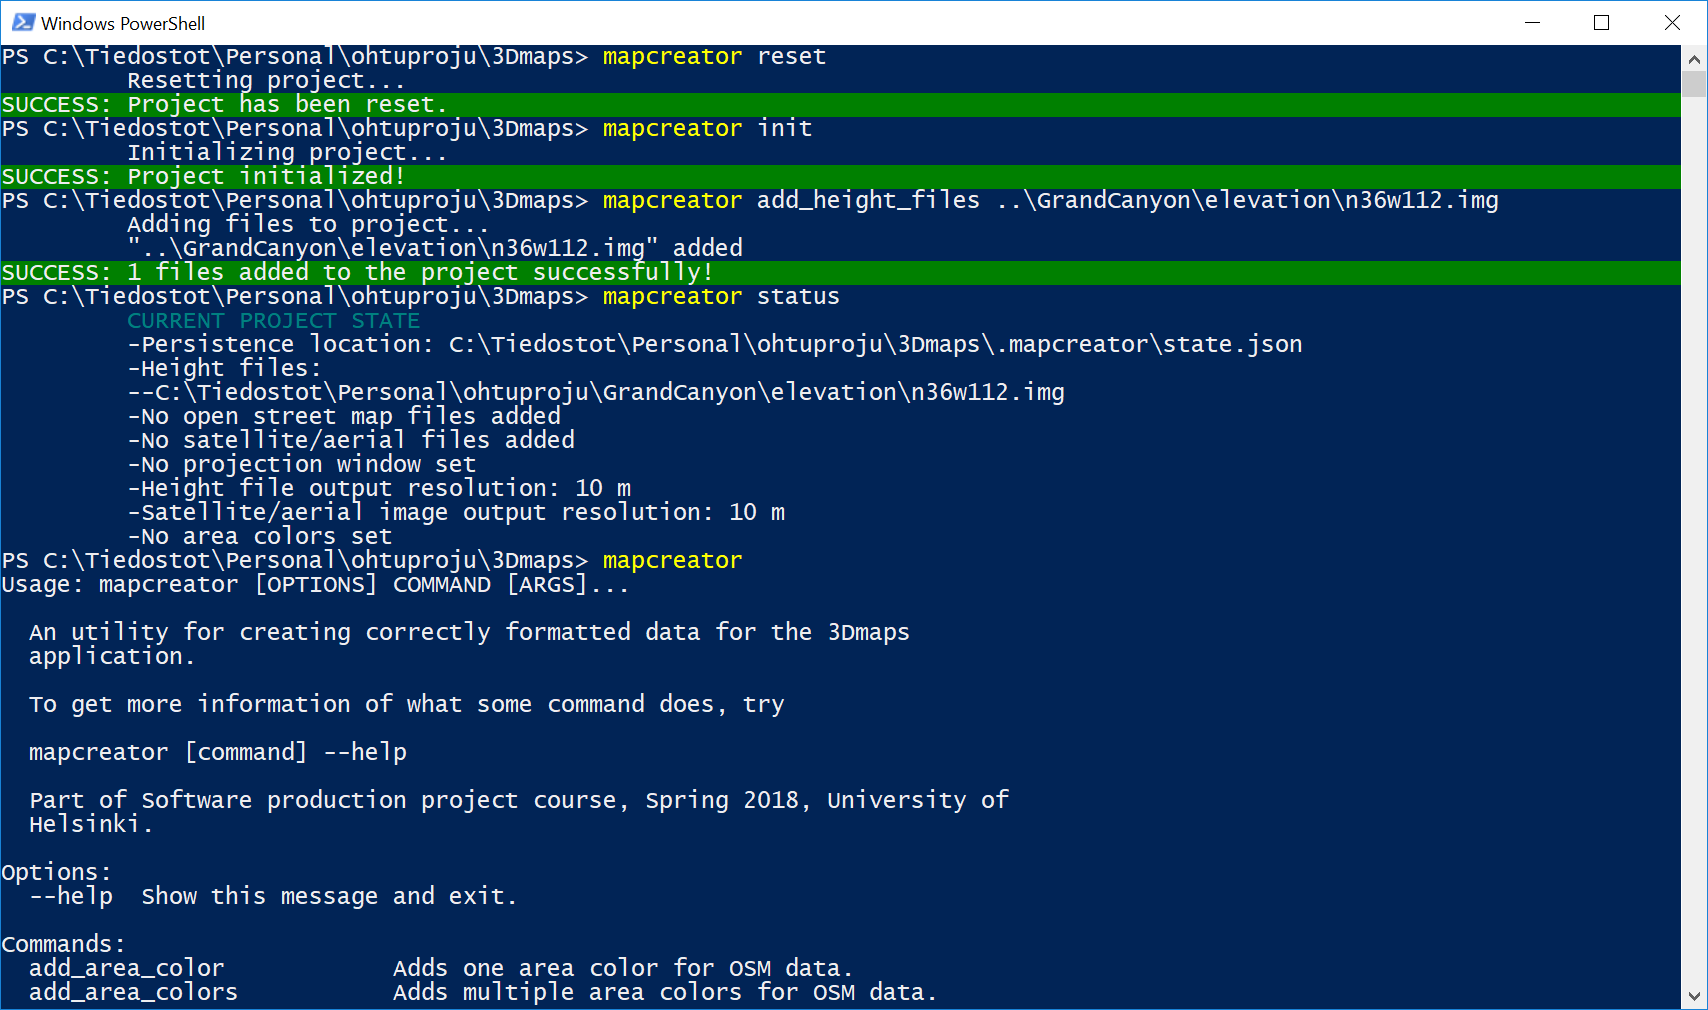 Windows PowerShell
PS C:\Tiedostot\Personal\ohtuproju\3Dmaps> mapcreator reset
Resetting project...
SUCCESS: Project has been reset.
PS C:\Tiedostot\Personal\ohtuproju\3Dmaps> mapcreator init
Initializing project...
SUCCESS: Project initialized!
PS C:\Tiedostot\Personal\ohtuproju\3Dmaps> mapcreator add_height_files ..\GrandCanyon\elevation\n36w112.img
Adding files to project...
"..\GrandCanyon\elevation\n36w112.img" added
SUCCESS: 1 files added to the project successfully!
PS C:\Tiedostot\Personal\ohtuproju\3Dmaps> mapcreator status
CURRENT PROJECT STATE
-Persistence location: C:\Tiedostot\Personal\ohtuproju\3Dmaps\.mapcreator\state.json
-Height files:
--C:\Tiedostot\Personal\ohtuproju\GrandCanyon\elevation\n36w112.img
-No open street map files added
-No satellite/aerial files added
-No projection window set
-Height file output resolution: 10 m
-Satellite/aerial image output resolution: 10 m
-No area colors set
PS C:\Tiedostot\Personal\ohtuproju\3Dmaps> mapcreator
Usage: mapcreator [OPTIONS] COMMAND [ARGS]...
An utility for creating correctly formatted data for the 3Dmaps
application.
To get more information of what some command does, try
mapcreator [command] --help
Part of Software production project course, Spring 2018, University of
Helsinki.
Options:
--help  Show this message and exit.
Commands:
add_area_color            Adds one area color for OSM data.
add_area_colors           Adds multiple area colors for OSM data.